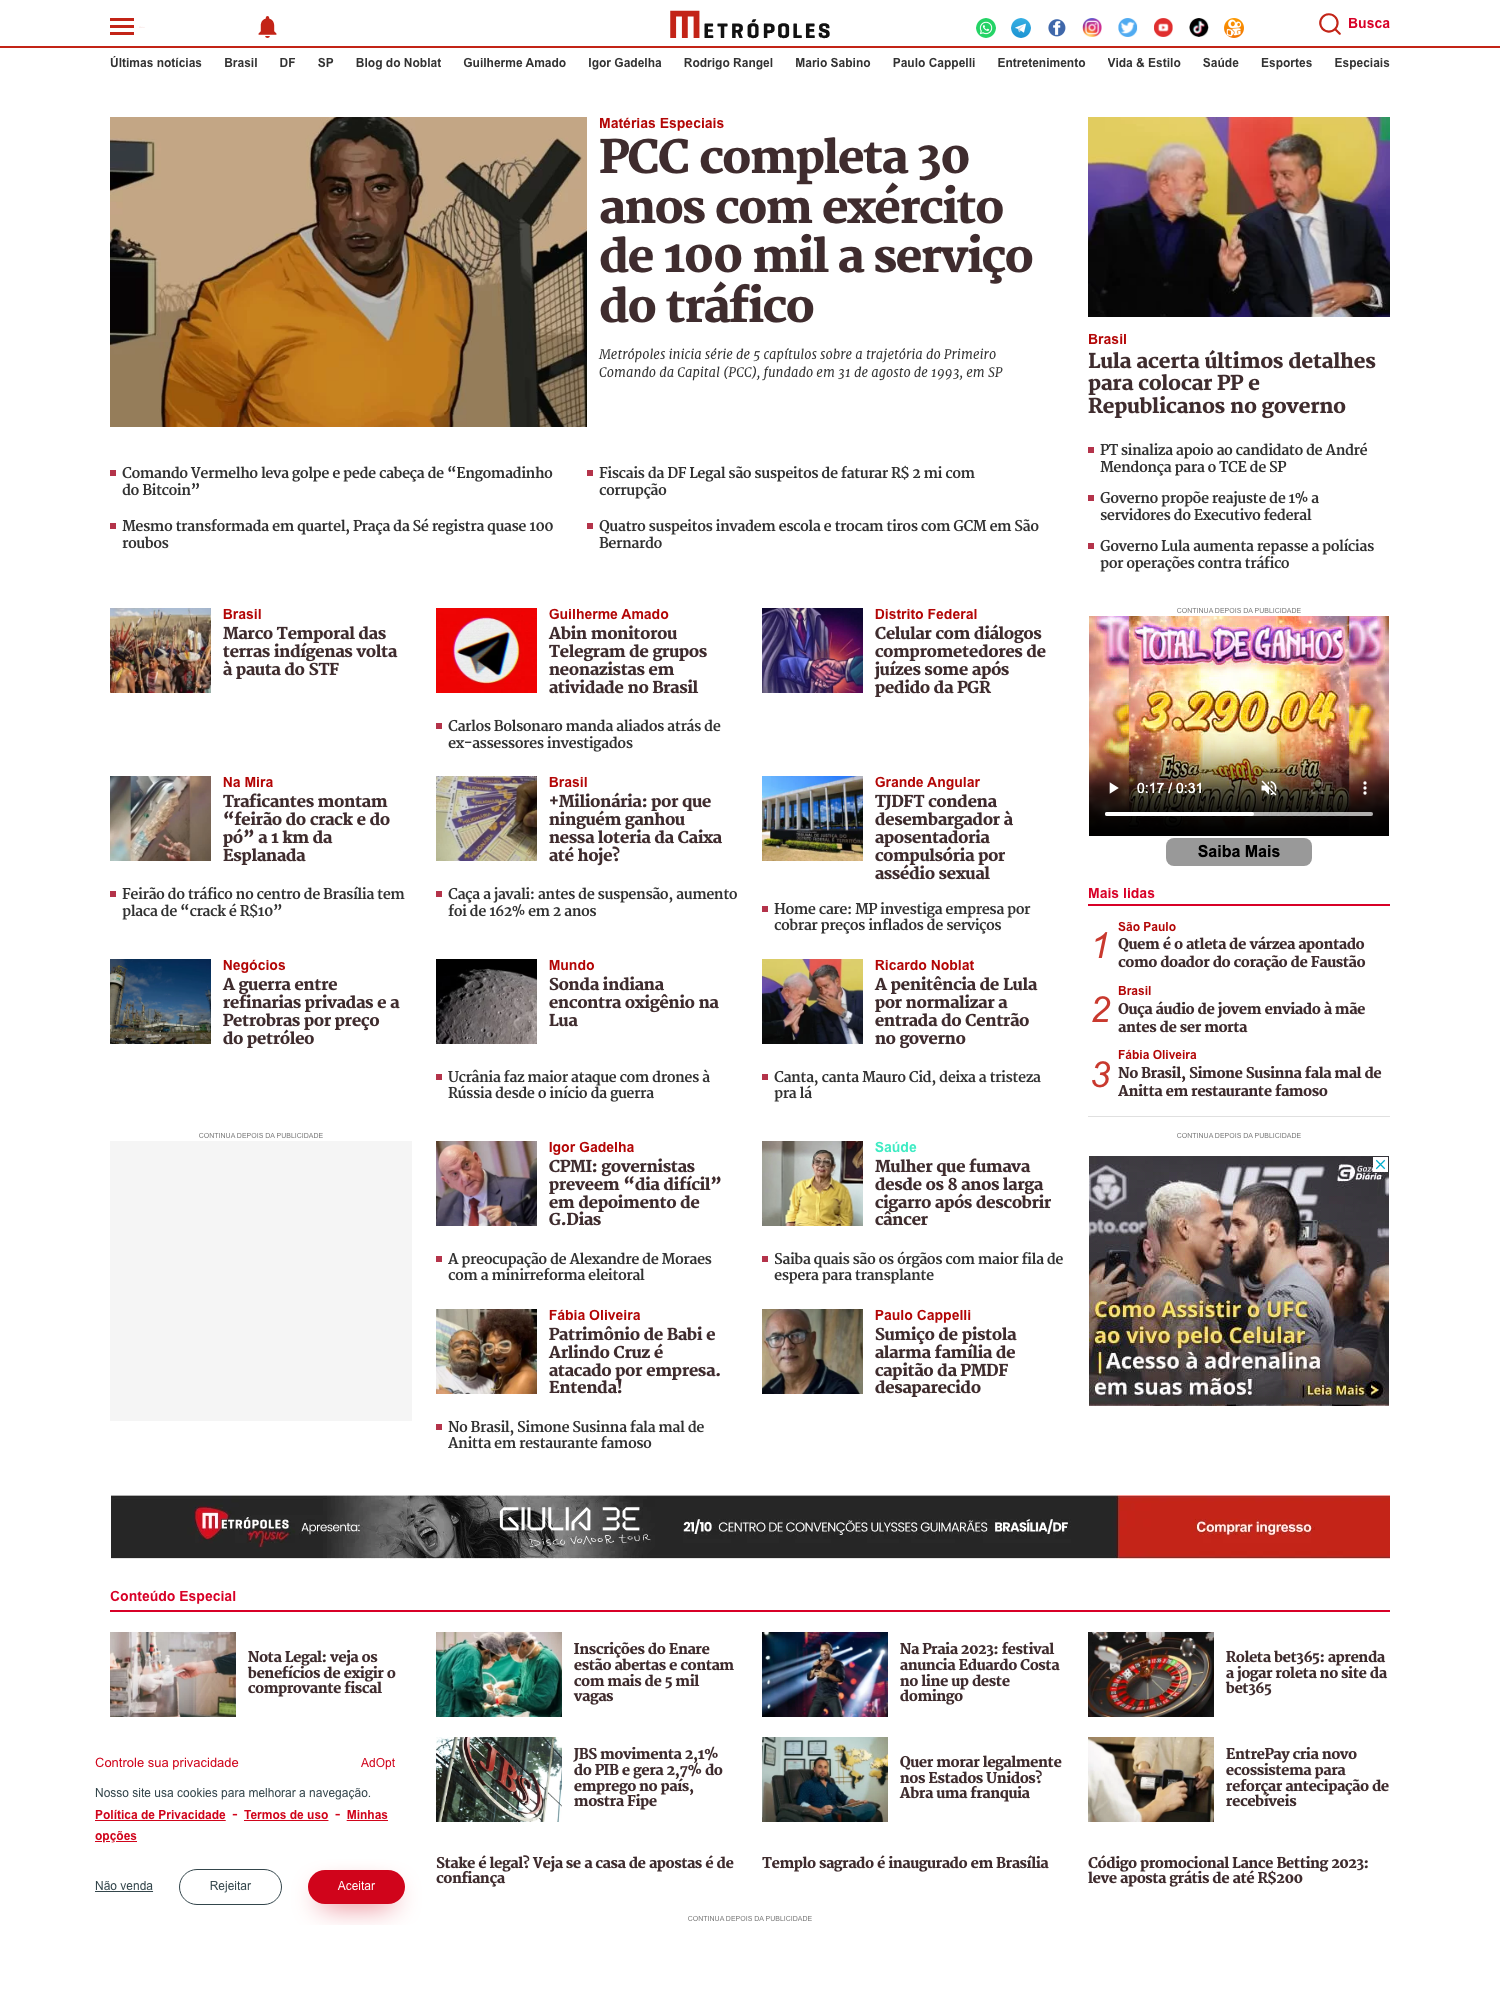 METRÓPOLES
Busca
Últimas notícias Brasil DF SP Blog do Noblat Guilherme Amado Igor Gadelha Rodrigo Rangel Mario Sabino Paulo Cappelli Entretenimento Vida & Estilo Saúde Esportes Especiais
Matérias Especiais
PCC completa 30
anos com exército
de 100 mil a serviço
do tráfico
Metrópoles inicia série de 5 capítulos sobre a trajetória do Primeiro
Comando da Capital (PCC), fundado em 31 de agosto de 1993, em SP
Brasil
Lula acerta últimos detalhes
para colocar PP e
Republicanos no governo
PT sinaliza apoio ao candidato de André
Mendonça para o TCE de SP
Governo propõe reajuste de 1% a
servidores do Executivo federal
Governo Lula aumenta repasse a polícias
por operações contra tráfico
Comando Vermelho leva golpe e pede cabeça de “Engomadinho
do Bitcoin”
Fiscais da DF Legal são suspeitos de faturar R$ 2 mi com
corrupção
Mesmo transformada em quartel, Praça da Sé registra quase 100
roubos
Quatro suspeitos invadem escola e trocam tiros com GCM em São
Bernardo
Brasil
Marco Temporal das
terras indígenas volta
à pauta do STF
Guilherme Amado
Abin monitorou
Telegram de grupos
neonazistas em
atividade no Brasil
Carlos Bolsonaro manda aliados atrás de
ex-assessores investigados
Distrito Federal
Celular com diálogos
comprometedores de
juízes some após
pedido da PGR
CONTINUA DEPOIS DA PUBLICIDADE
TOTAL DE GANHOS
3.290,04
0:17 / 0:31
pagando muito
Saiba Mais
Na Mira
Traficantes montam
“feirão do crack e do
pó” a 1 km da
Esplanada
Feirão do tráfico no centro de Brasília tem
placa de “crack é R$10”
Brasil
+Milionária: por que
ninguém ganhou
nessa loteria da Caixa
até hoje?
Caça a javali: antes de suspensão, aumento
foi de 162% em 2 anos
Grande Angular
TJDFT condena
desembargador à
aposentadoria
compulsória por
assédio sexual
Home care: MP investiga empresa por
cobrar preços inflados de serviços
Mais lidas
1
São Paulo
Quem é o atleta de várzea apontado
como doador do coração de Faustão
2
Brasil
Ouça áudio de jovem enviado à mãe
antes de ser morta
3
Fábia Oliveira
No Brasil, Simone Susinna fala mal de
Anitta em restaurante famoso
Negócios
A guerra entre
refinarias privadas e a
Petrobras por preço
do petróleo
Mundo
Sonda indiana
encontra oxigênio na
Lua
Ucrânia faz maior ataque com drones à
Rússia desde o início da guerra
Ricardo Noblat
A penitência de Lula
por normalizar a
entrada do Centrão
no governo
Canta, canta Mauro Cid, deixa a tristeza
pra lá
CONTINUA DEPOIS DA PUBLICIDADE
Igor Gadelha
CPMI: governistas
preveem “dia difícil”
em depoimento de
G.Dias
A preocupação de Alexandre de Moraes
com a minirreforma eleitoral
Saúde
Mulher que fumava
desde os 8 anos larga
cigarro após descobrir
câncer
Saiba quais são os órgãos com maior fila de
espera para transplante
CONTINUA DEPOIS DA PUBLICIDADE
UFC
Diária
Como Assistir o UFC
ao vivo pelo Celular
|Acesso à adrenalina
em suas mãos!
Leia Mais
Fábia Oliveira
Patrimônio de Babi e
Arlindo Cruz é
atacado por empresa.
Entenda!
No Brasil, Simone Susinna fala mal de
Anitta em restaurante famoso
Paulo Cappelli
Sumiço de pistola
alarma família de
capitão da PMDF
desaparecido
METRÓPOLES
Music
Apresenta:
GIULIA BE
DISCO VOADOR TOUR
21/10 CENTRO DE CONVENÇÕES ULYSSES GUIMARÃES BRASÍLIA/DF
Comprar ingresso
Conteúdo Especial
Nota Legal: veja os
benefícios de exigir o
comprovante fiscal
Inscrições do Enare
estão abertas e contam
com mais de 5 mil
vagas
Na Praia 2023: festival
anuncia Eduardo Costa
no line up deste
domingo
Roleta bet365: aprenda
a jogar roleta no site da
bet365
JBS
JBS movimenta 2,1%
do PIB e gera 2,7% do
emprego no país,
mostra Fipe
Quer morar legalmente
nos Estados Unidos?
Abra uma franquia
EntrePay cria novo
ecossistema para
reforçar antecipação de
recebíveis
Stake é legal? Veja se a casa de apostas é de
confiança
Templo sagrado é inaugurado em Brasília
Código promocional Lance Betting 2023:
leve aposta grátis de até R$200
Controle sua privacidade
AdOpt
Nosso site usa cookies para melhorar a navegação.
Política de Privacidade - Termos de uso - Minhas
opções
Não venda
Rejeitar
Aceitar
CONTINUA DEPOIS DA PUBLICIDADE